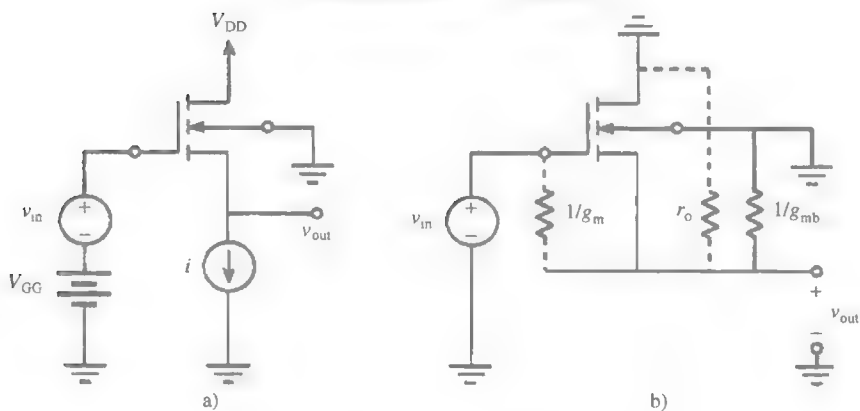 V_DD
v_in
+
−
V_GG
i
v_out
a)
v_in
+
−
1/g_m
r_o
1/g_mb
+
v_out
−
b)